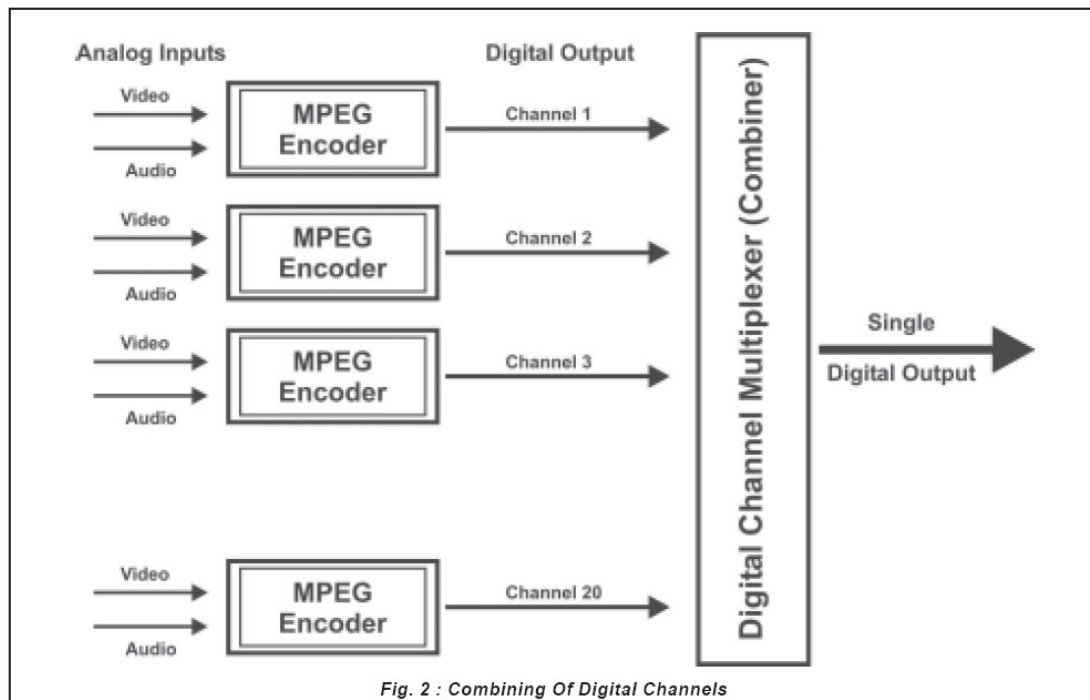 Analog Inputs
Digital Output
Video
Audio
MPEG
Encoder
Channel 1
Video
Audio
MPEG
Encoder
Channel 2
Video
Audio
MPEG
Encoder
Channel 3
Video
Audio
MPEG
Encoder
Channel 20
Digital Channel Multiplexer (Combiner)
Single
Digital Output
Fig. 2 : Combining Of Digital Channels